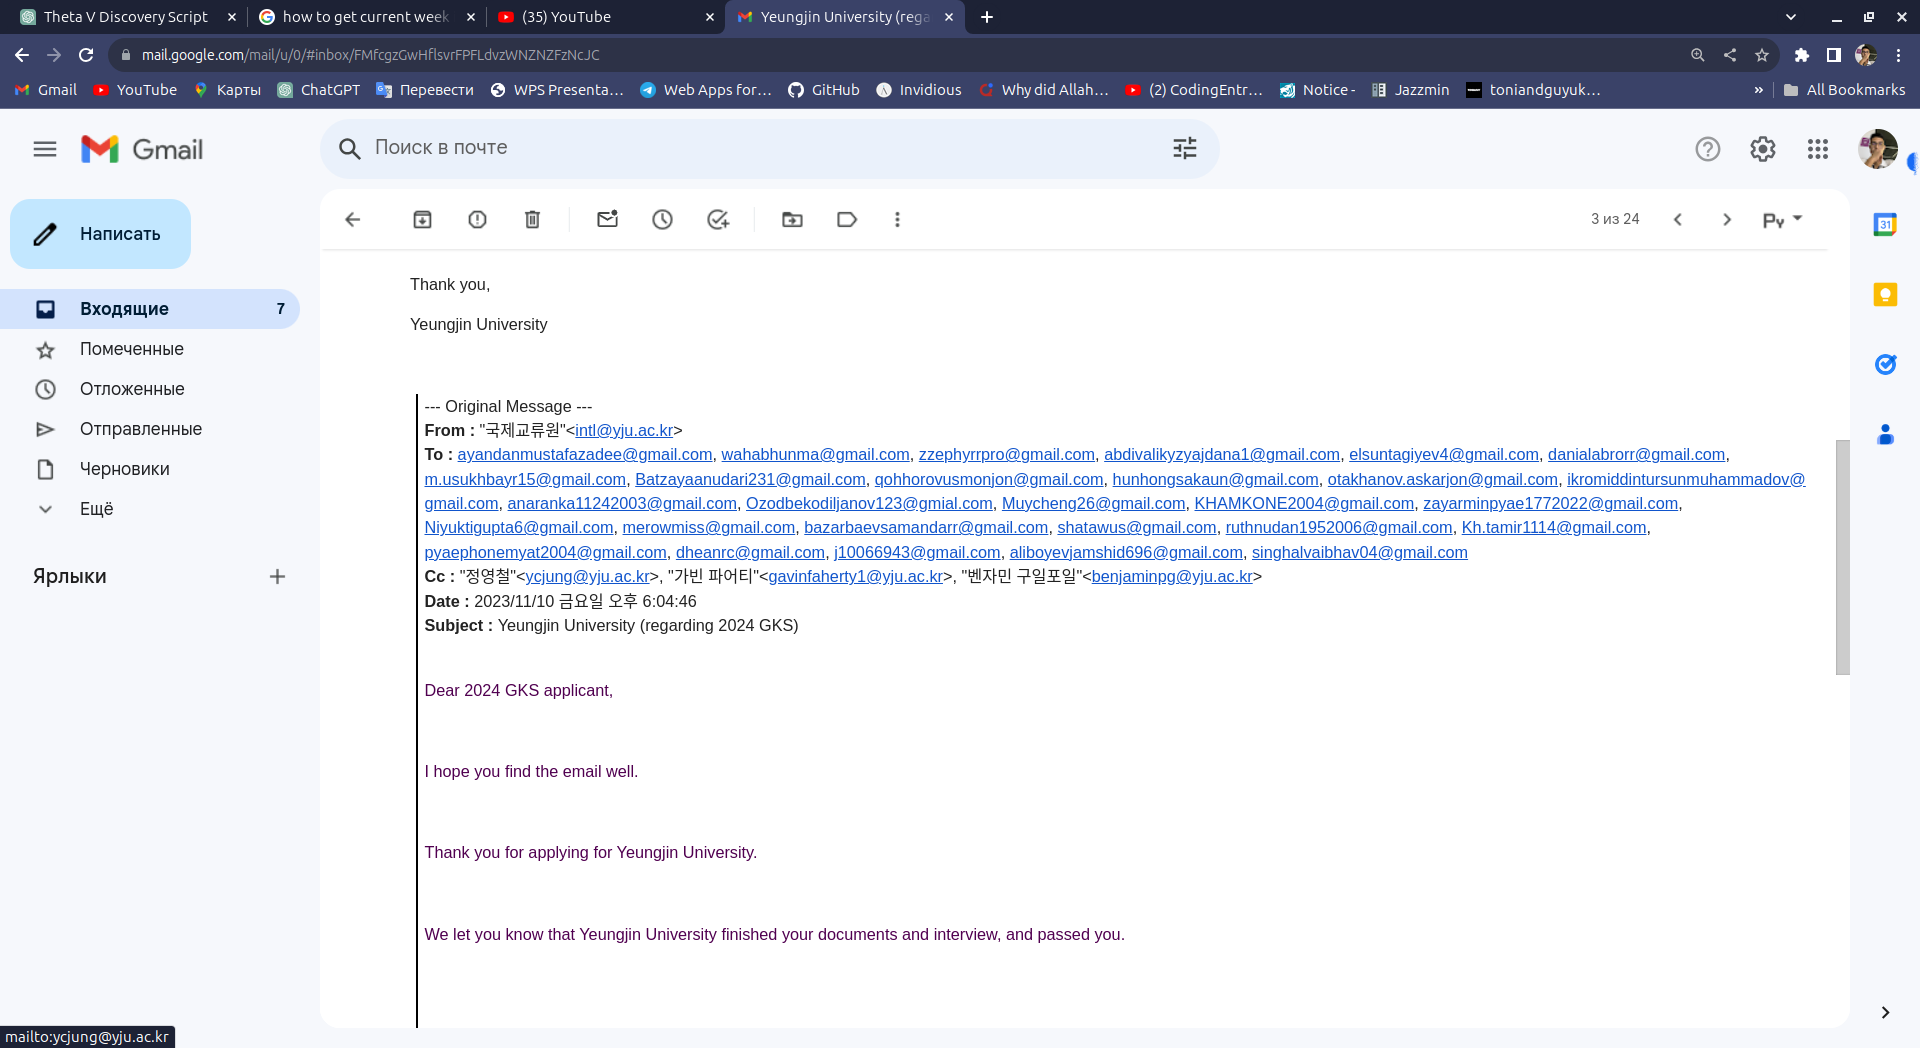 Theta V Discovery Script
how to get current week
(35) YouTube
Yeungjin University (rega
mail.google.com/mail/u/0/#inbox/FMfcgzGwHflsvrFPFLdvzWNZNZFzNcJC
Gmail
YouTube
Карты
ChatGPT
Перевести
WPS Presenta...
Web Apps for...
GitHub
Invidious
Why did Allah...
(2) CodingEntr...
Notice -
Jazzmin
toniandguyuk...
»
All Bookmarks
Gmail
Поиск в почте
Написать
3 из 24
Ру
Входящие 7
Помеченные
Отложенные
Отправленные
Черновики
Ещё
Ярлыки
31
Thank you,
Yeungjin University
--- Original Message ---
From : "국제교류원"<intl@yju.ac.kr>
To : ayandanmustafazadee@gmail.com, wahabhunma@gmail.com, zzephyrrpro@gmail.com, abdivalikyzyajdana1@gmail.com, elsuntagiyev4@gmail.com, danialabrorr@gmail.com,
m.usukhbayr15@gmail.com, Batzayaanudari231@gmail.com, qohhorovusmonjon@gmail.com, hunhongsakaun@gmail.com, otakhanov.askarjon@gmail.com, ikromiddintursunmuhammadov@
gmail.com, anaranka11242003@gmail.com, Ozodbekodiljanov123@gmial.com, Muycheng26@gmail.com, KHAMKONE2004@gmail.com, zayarminpyae1772022@gmail.com,
Niyuktigupta6@gmail.com, merowmiss@gmail.com, bazarbaevsamandarr@gmail.com, shatawus@gmail.com, ruthnudan1952006@gmail.com, Kh.tamir1114@gmail.com,
pyaephonemyat2004@gmail.com, dheanrc@gmail.com, j10066943@gmail.com, aliboyevjamshid696@gmail.com, singhalvaibhav04@gmail.com
Cc : "정영철"<ycjung@yju.ac.kr>, "가빈 파어티"<gavinfaherty1@yju.ac.kr>, "벤자민 구일포일"<benjaminpg@yju.ac.kr>
Date : 2023/11/10 금요일 오후 6:04:46
Subject : Yeungjin University (regarding 2024 GKS)
Dear 2024 GKS applicant,
I hope you find the email well.
Thank you for applying for Yeungjin University.
We let you know that Yeungjin University finished your documents and interview, and passed you.
mailto:ycjung@yju.ac.kr